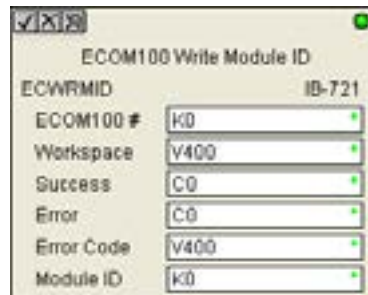 ECOM100 Write Module ID
ECWRMID IB-721
ECOM100 # K0
Workspace V400
Success C0
Error C0
Error Code V400
Module ID K0